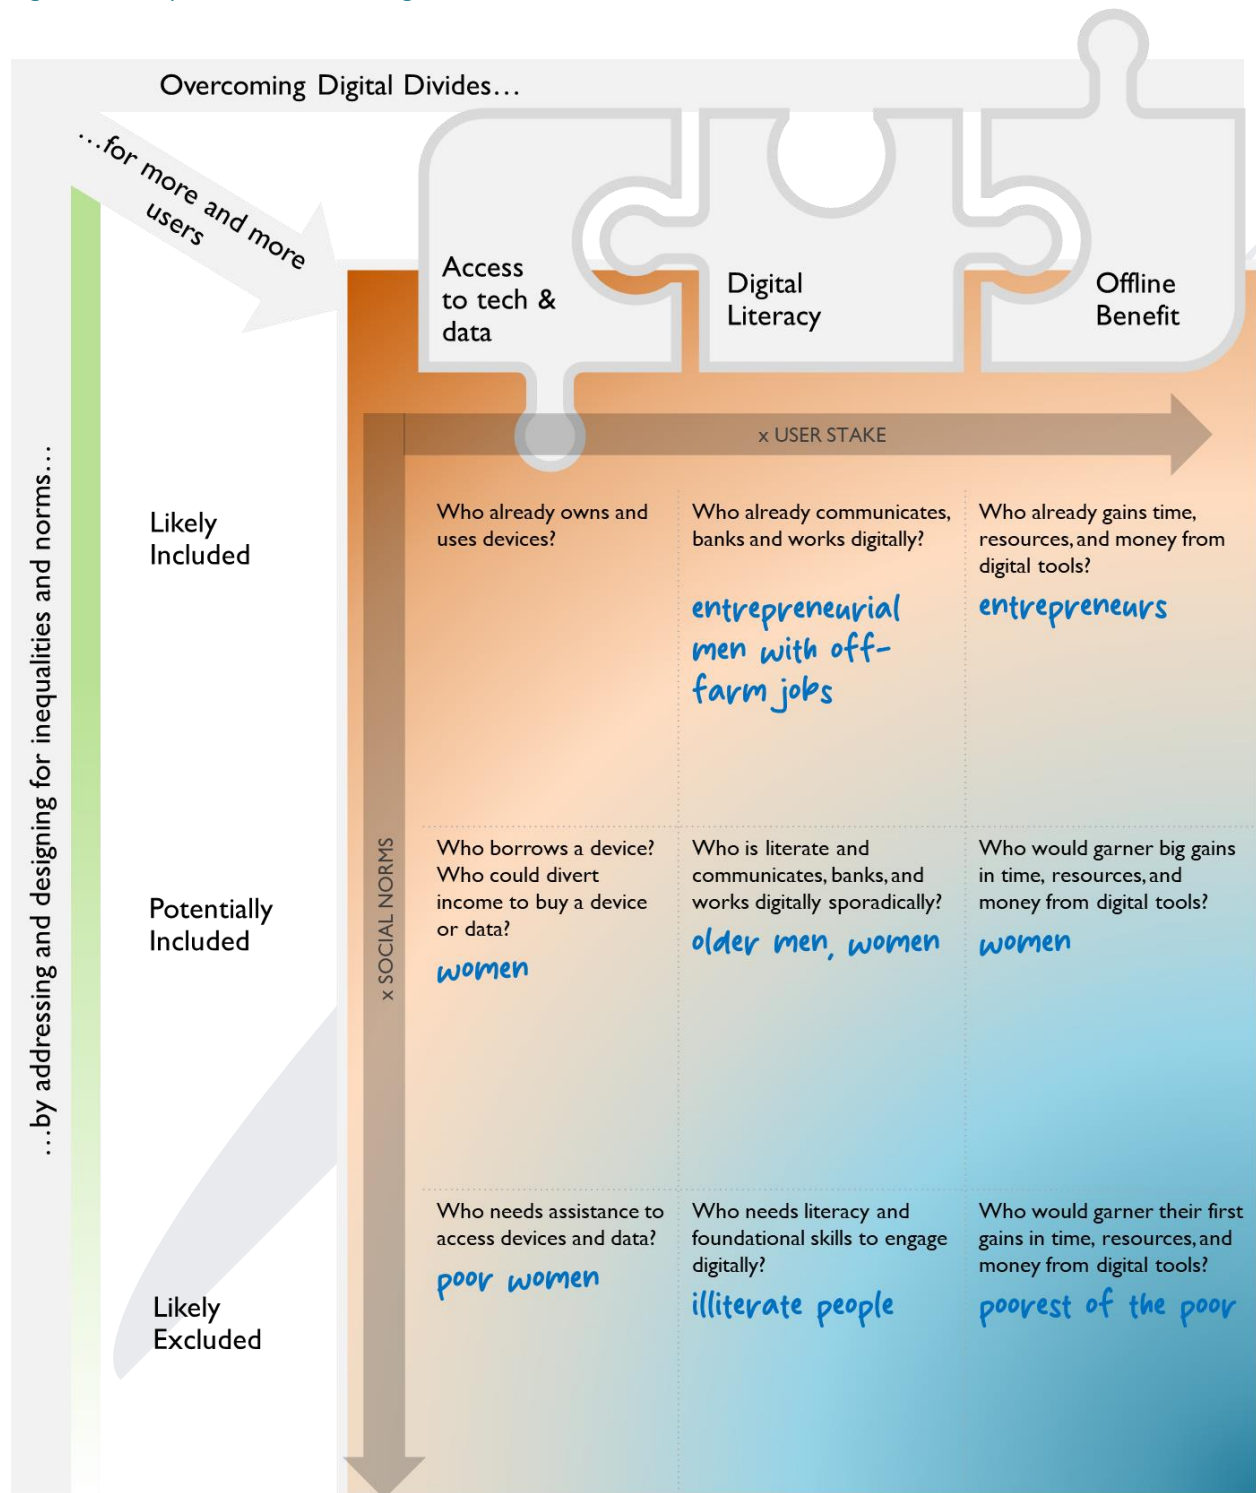 Overcoming Digital Divides…
…for more and more
users
Access
to tech &
data
Digital
Literacy
Offline
Benefit
x USER STAKE
…by addressing and designing for inequalities and norms…
x SOCIAL NORMS
Likely
Included
Who already owns and
uses devices?
Who already communicates,
banks and works digitally?
entrepreneurial
men with off-
farm jobs
Who already gains time,
resources, and money from
digital tools?
entrepreneurs
Potentially
Included
Who borrows a device?
Who could divert
income to buy a device
or data?
women
Who is literate and
communicates, banks, and
works digitally sporadically?
older men, women
Who would garner big gains
in time, resources, and
money from digital tools?
women
Likely
Excluded
Who needs assistance to
access devices and data?
poor women
Who needs literacy and
foundational skills to engage
digitally?
illiterate people
Who would garner their first
gains in time, resources, and
money from digital tools?
poorest of the poor